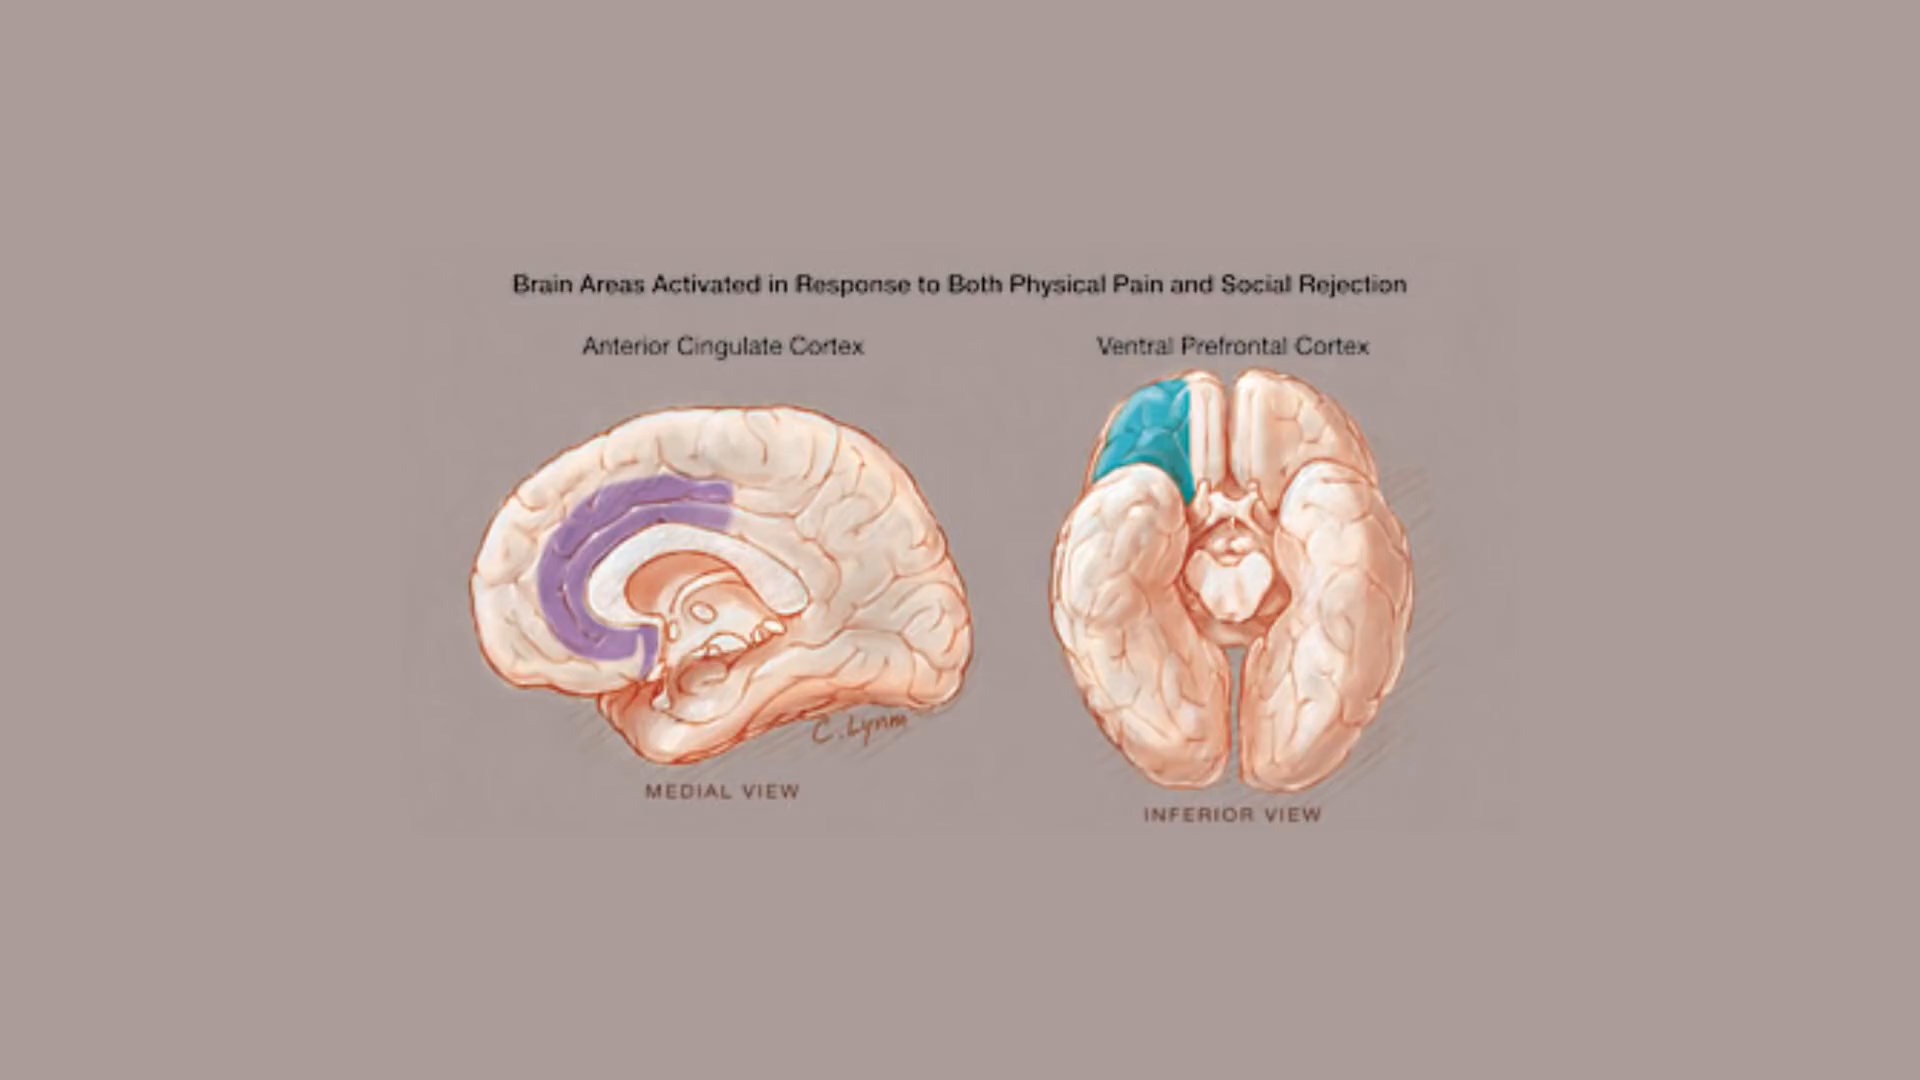 Brain Areas Activated in Response to Both Physical Pain and Social Rejection
Anterior Cingulate Cortex
Ventral Prefrontal Cortex
C. Lynm
MEDIAL VIEW
INFERIOR VIEW